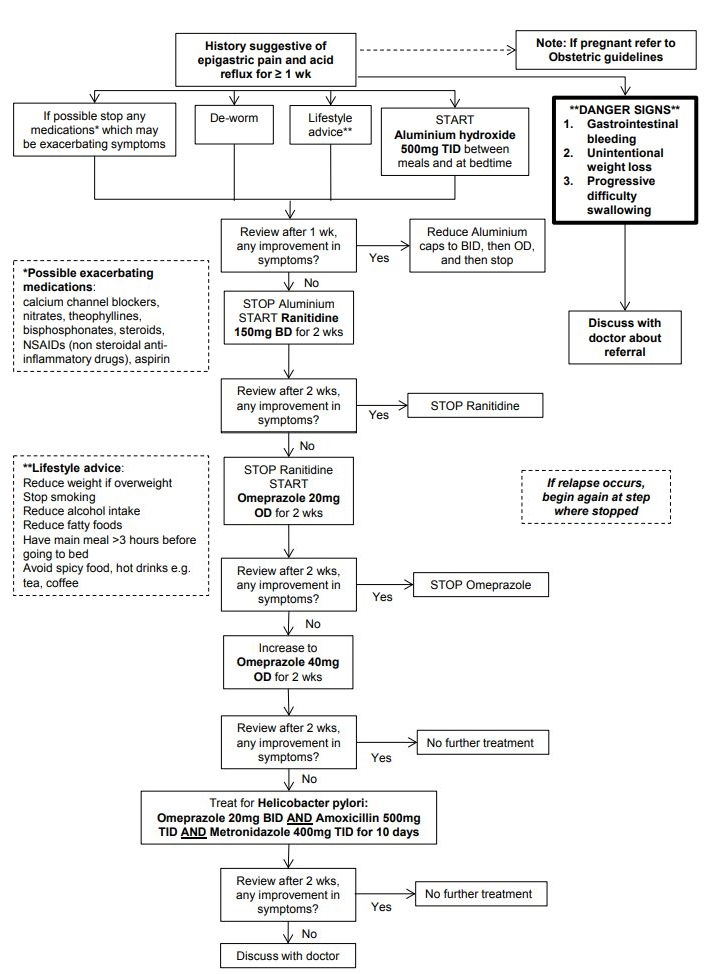 History suggestive of
epigastric pain and acid
reflux for ≥ 1 wk
Note: If pregnant refer to
Obstetric guidelines
If possible stop any
medications* which may
be exacerbating symptoms
De-worm
Lifestyle
advice**
START
Aluminium hydroxide
500mg TID between
meals and at bedtime
**DANGER SIGNS**
1. Gastrointestinal
bleeding
2. Unintentional
weight loss
3. Progressive
difficulty
swallowing
Review after 1 wk,
any improvement in
symptoms?
Yes
Reduce Aluminium
caps to BID, then OD,
and then stop
No
*Possible exacerbating
medications:
calcium channel blockers,
nitrates, theophyllines,
bisphosphonates, steroids,
NSAIDs (non steroidal anti-
inflammatory drugs), aspirin
STOP Aluminium
START Ranitidine
150mg BD for 2 wks
Discuss with
doctor about
referral
Review after 2 wks,
any improvement in
symptoms?
Yes
STOP Ranitidine
No
**Lifestyle advice:
Reduce weight if overweight
Stop smoking
Reduce alcohol intake
Reduce fatty foods
Have main meal >3 hours before
going to bed
Avoid spicy food, hot drinks e.g.
tea, coffee
STOP Ranitidine
START
Omeprazole 20mg
OD for 2 wks
If relapse occurs,
begin again at step
where stopped
Review after 2 wks,
any improvement in
symptoms?
Yes
STOP Omeprazole
No
Increase to
Omeprazole 40mg
OD for 2 wks
Review after 2 wks,
any improvement in
symptoms?
Yes
No further treatment
No
Treat for Helicobacter pylori:
Omeprazole 20mg BID AND Amoxicillin 500mg
TID AND Metronidazole 400mg TID for 10 days
Review after 2 wks,
any improvement in
symptoms?
Yes
No further treatment
No
Discuss with doctor